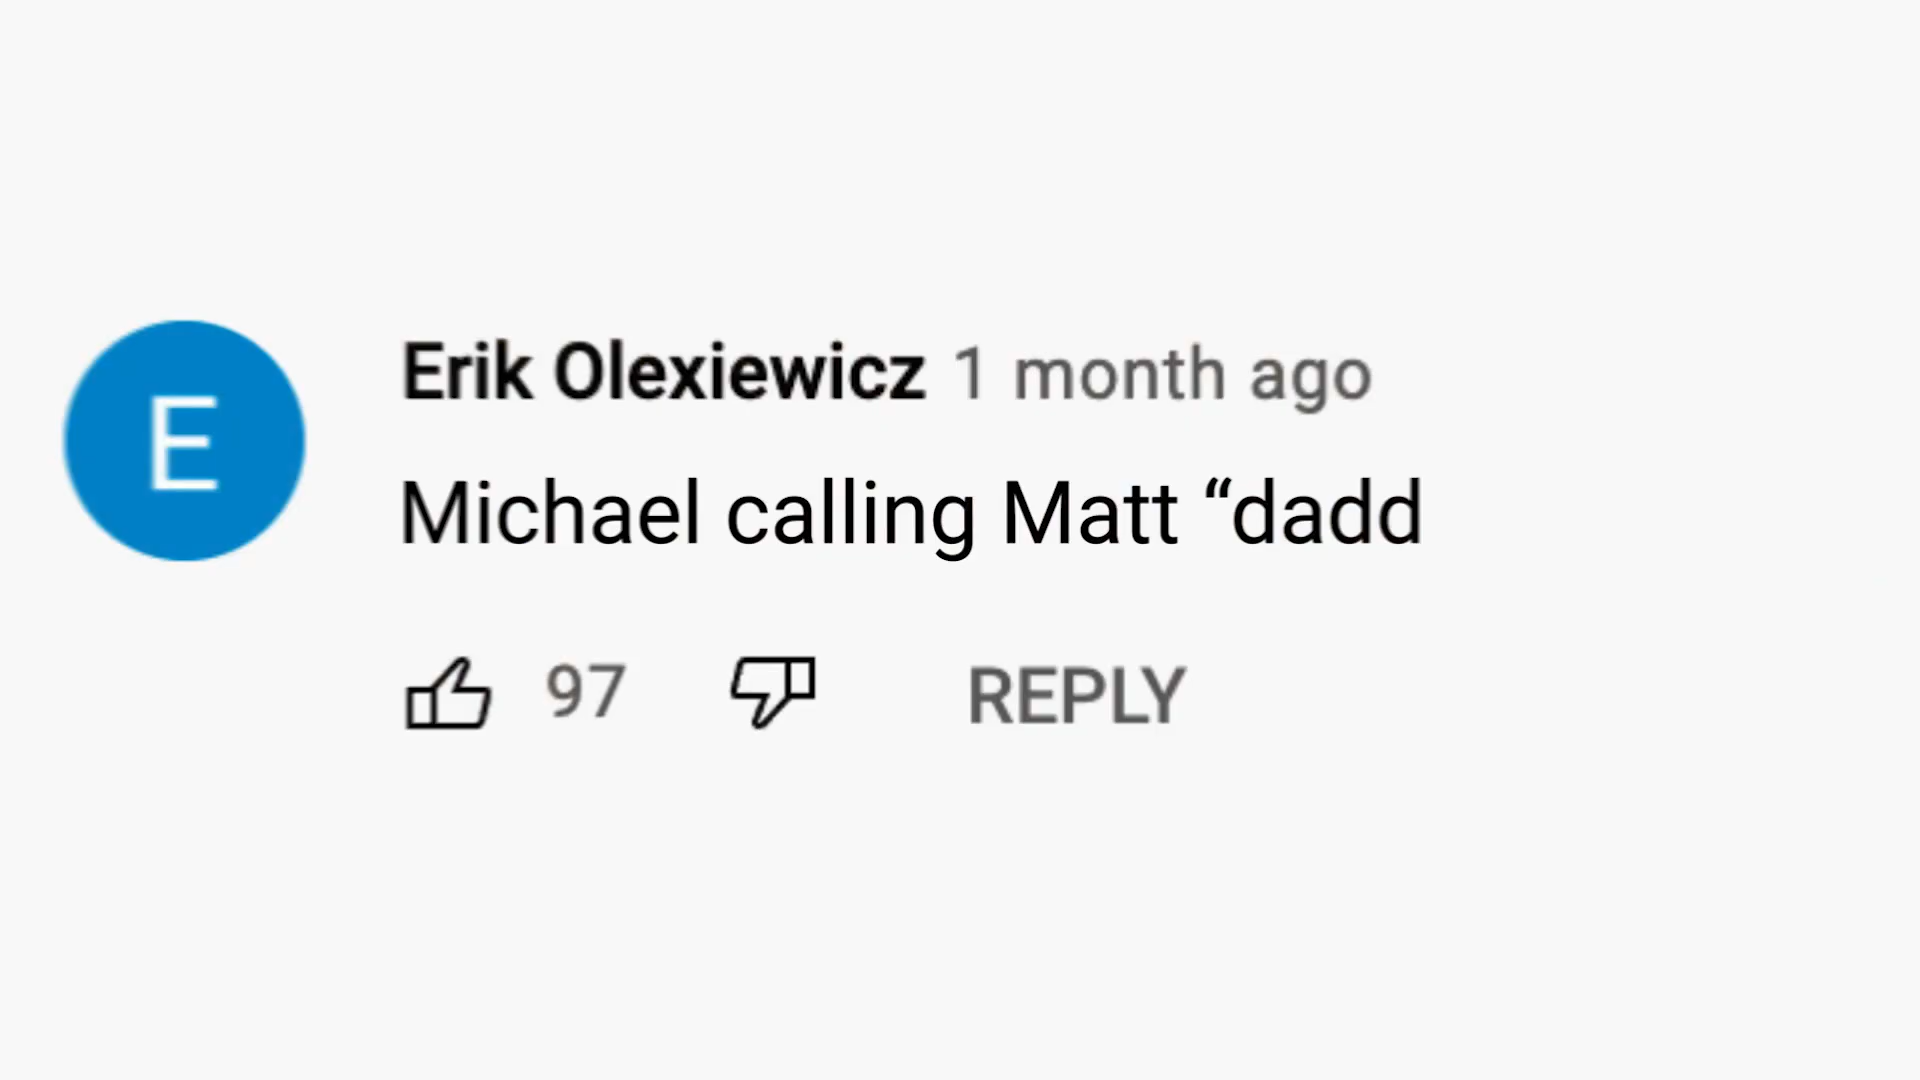 E
Erik Olexiewicz 1 month ago
Michael calling Matt “dadd
97 REPLY